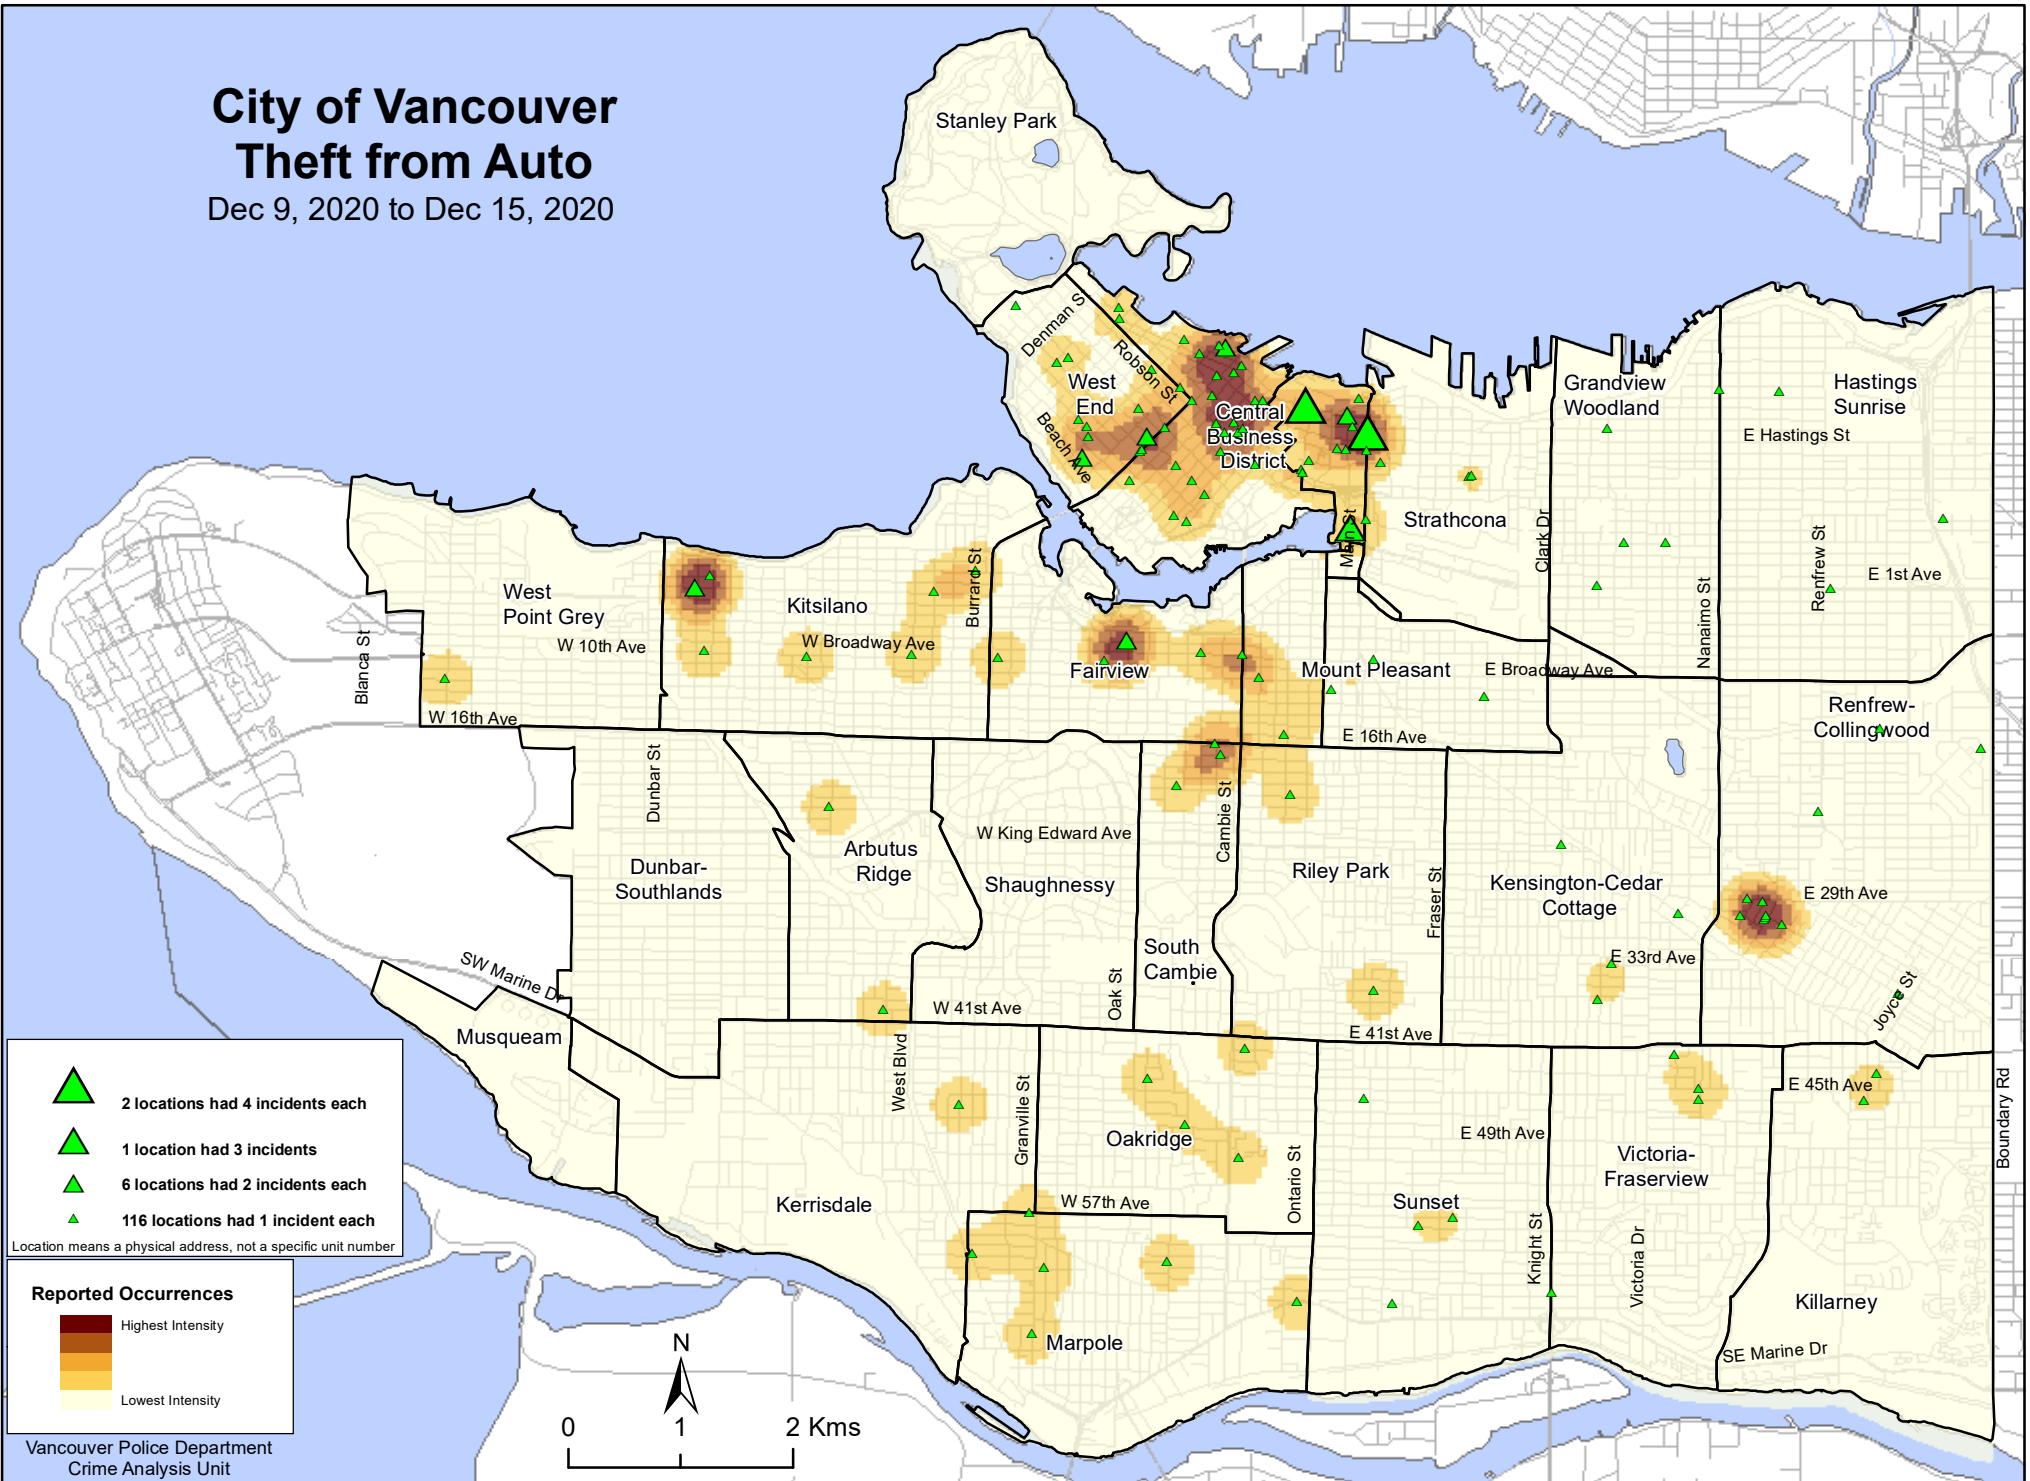 City of Vancouver
Theft from Auto
Dec 9, 2020 to Dec 15, 2020
Stanley Park
Denman S
Robson St
West
End
Beach Ave
Central
Business
District
Grandview
Woodland
Hastings
Sunrise
E Hastings St
Strathcona
Main St
Clark Dr
Nanaimo St
Renfrew St
E 1st Ave
West
Point Grey
Kitsilano
Burrard St
W Broadway Ave
W 10th Ave
Blanca St
Fairview
Mount Pleasant
E Broadway Ave
W 16th Ave
E 16th Ave
Renfrew-
Collingwood
Dunbar St
Cambie St
W King Edward Ave
Arbutus
Ridge
Dunbar-
Southlands
Shaughnessy
Riley Park
Fraser St
Kensington-Cedar
Cottage
E 29th Ave
South
Cambie
E 33rd Ave
SW Marine Dr
Oak St
W 41st Ave
E 41st Ave
Joyce St
Musqueam
West Blvd
Granville St
E 45th Ave
Boundary Rd
Oakridge
E 49th Ave
Victoria-
Fraserview
Ontario St
Kerrisdale
W 57th Ave
Sunset
Knight St
Victoria Dr
Killarney
Marpole
SE Marine Dr
2 locations had 4 incidents each
1 location had 3 incidents
6 locations had 2 incidents each
116 locations had 1 incident each
Location means a physical address, not a specific unit number
Reported Occurrences
Highest Intensity
Lowest Intensity
N
0 1 2 Kms
Vancouver Police Department
Crime Analysis Unit